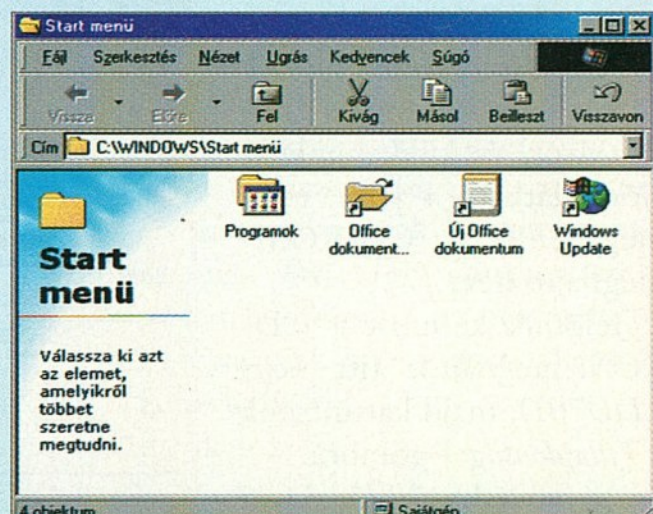 Start menü
Fájl Szerkesztés Nézet Ugrás Kedvencek Súgó
Vissza Előre Fel Kivág Másol Beilleszt Visszavon
Cím C:\WINDOWS\Start menü
Programok Office dokument... Új Office dokumentum Windows Update
Start
menü
Válassza ki azt
az elemet,
amelyikről
többet
szeretne
megtudni.
4 objektum Sajátgép